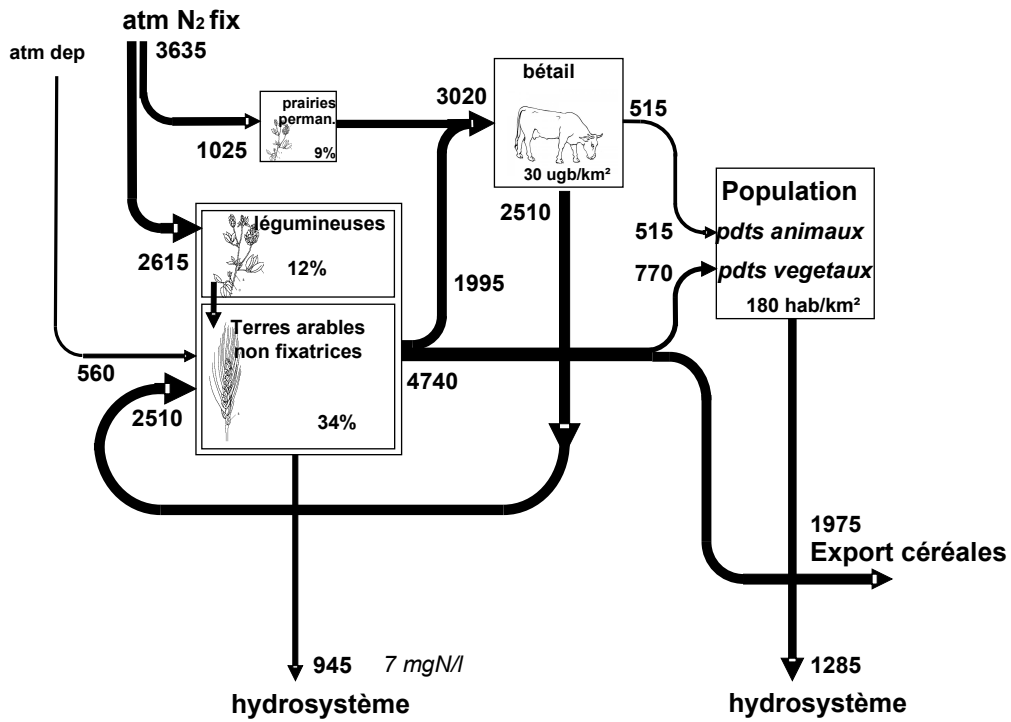 atm N₂ fix
3635
atm dep
prairies
perman.
9%
1025
3020
bétail
30 ugb/km²
515
2510
légumineuses
12%
2615
1995
515
Population
pdts animaux
770
pdts vegetaux
180 hab/km²
Terres arables
non fixatrices
34%
560
2510
4740
1975
Export céréales
945
7 mgN/l
hydrosystème
1285
hydrosystème